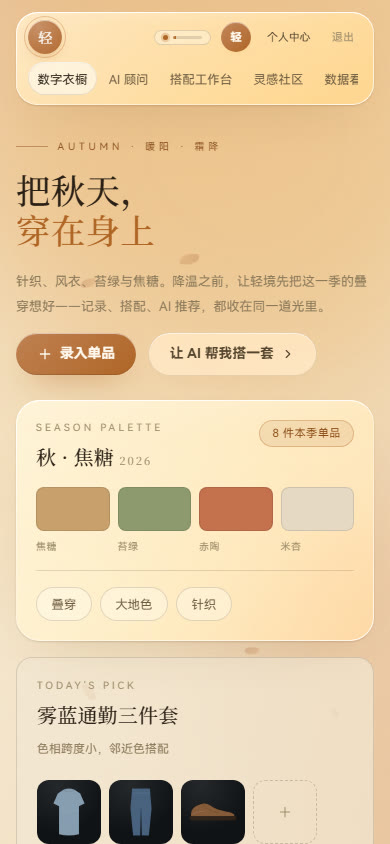 轻
轻
个人中心
退出
数字衣橱
AI 顾问
搭配工作台
灵感社区
数据看
AUTUMN · 暖阳 · 霜降
把秋天，
穿在身上
针织、风衣、苔绿与焦糖。降温之前，让轻境先把这一季的叠
穿想好——记录、搭配、AI 推荐，都收在同一道光里。
＋ 录入单品
让 AI 帮我搭一套 ›
SEASON PALETTE
8 件本季单品
秋 · 焦糖 2026
焦糖
苔绿
赤陶
米杏
叠穿
大地色
针织
TODAY'S PICK
雾蓝通勤三件套
色相跨度小，邻近色搭配
+